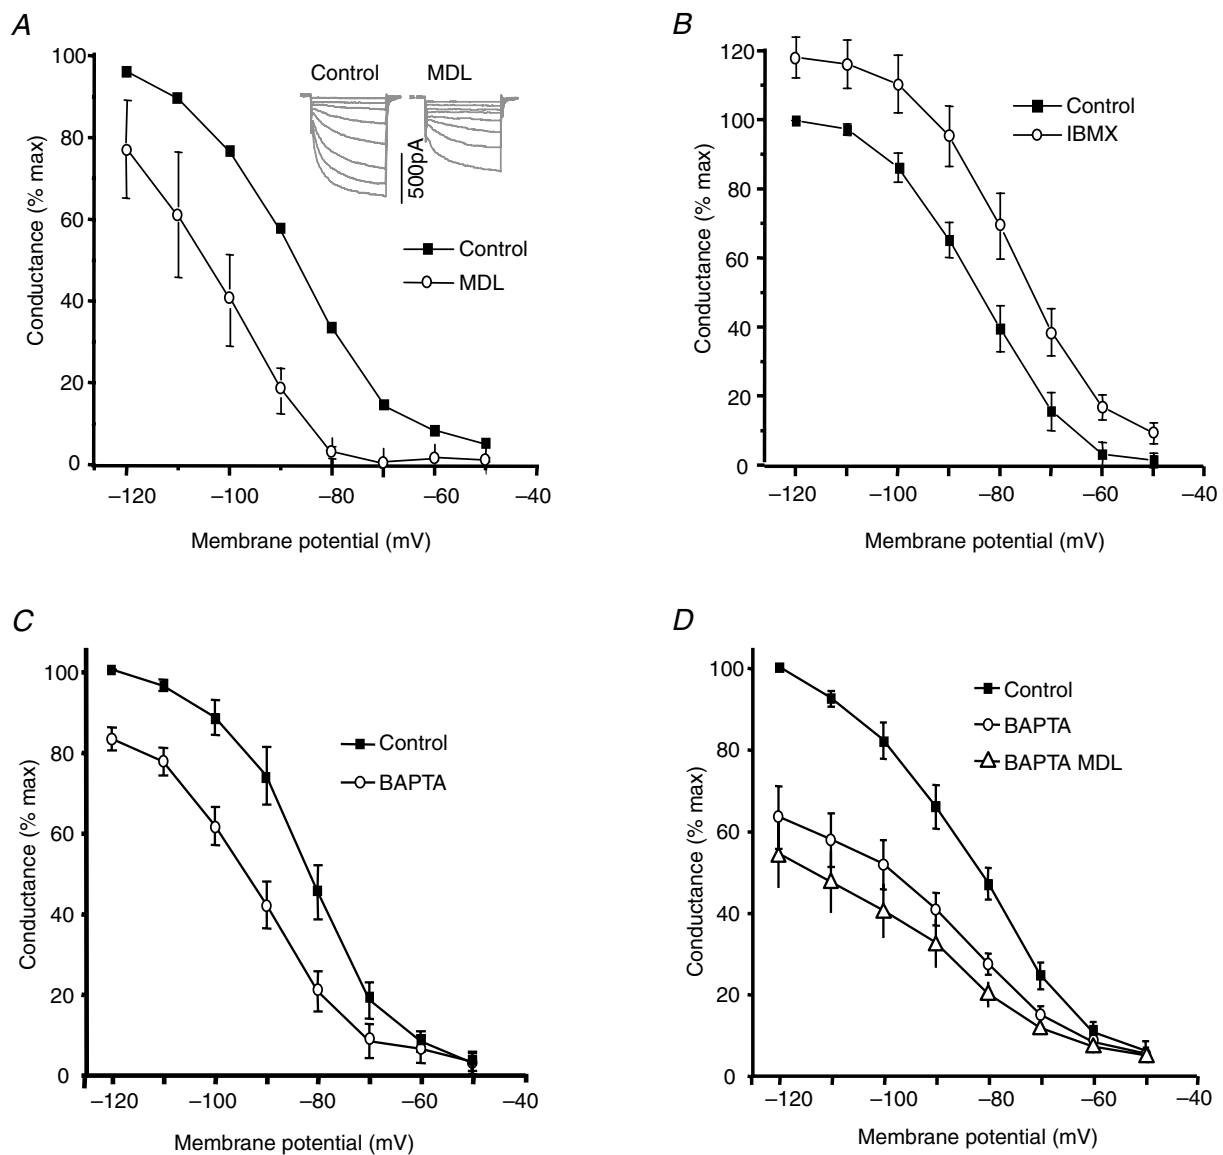 A
Conductance (% max)
100
80
60
40
20
0
Control
MDL
500pA
Control
MDL
–120
–100
–80
–60
–40
Membrane potential (mV)
B
Conductance (% max)
120
100
80
60
40
20
0
Control
IBMX
–120
–100
–80
–60
–40
Membrane potential (mV)
C
Conductance (% max)
100
80
60
40
20
0
Control
BAPTA
–120
–100
–80
–60
–40
Membrane potential (mV)
D
Conductance (% max)
100
80
60
40
20
0
Control
BAPTA
BAPTA MDL
–120
–100
–80
–60
–40
Membrane potential (mV)